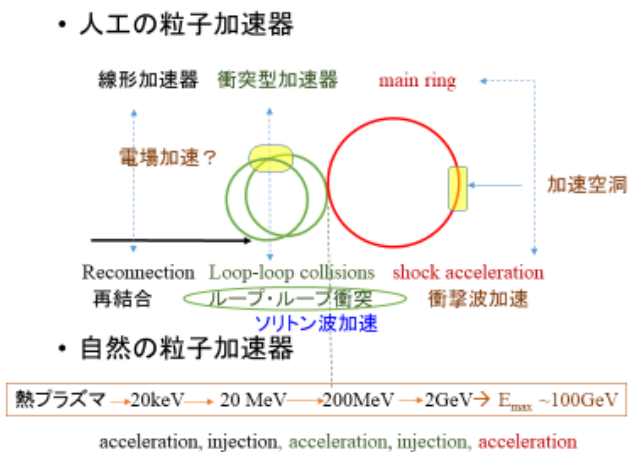 • 人工の粒子加速器
線形加速器 衝突型加速器 main ring
電場加速？
加速空洞
Reconnection Loop-loop collisions shock acceleration
再結合 ループ・ループ衝突 衝撃波加速
ソリトン波加速
• 自然の粒子加速器
熱プラズマ →20keV→ 20 MeV →200MeV →2GeV→ Emax ~100GeV
acceleration, injection, acceleration, injection, acceleration